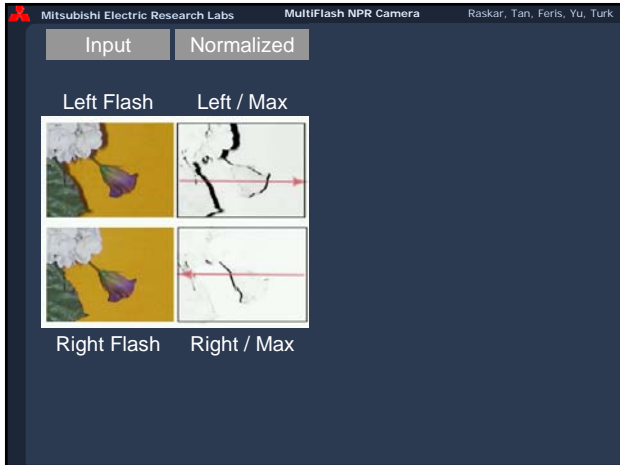 Mitsubishi Electric Research Labs MultiFlash NPR Camera Raskar, Tan, Feris, Yu, Turk
Input Normalized
Left Flash Left / Max
Right Flash Right / Max